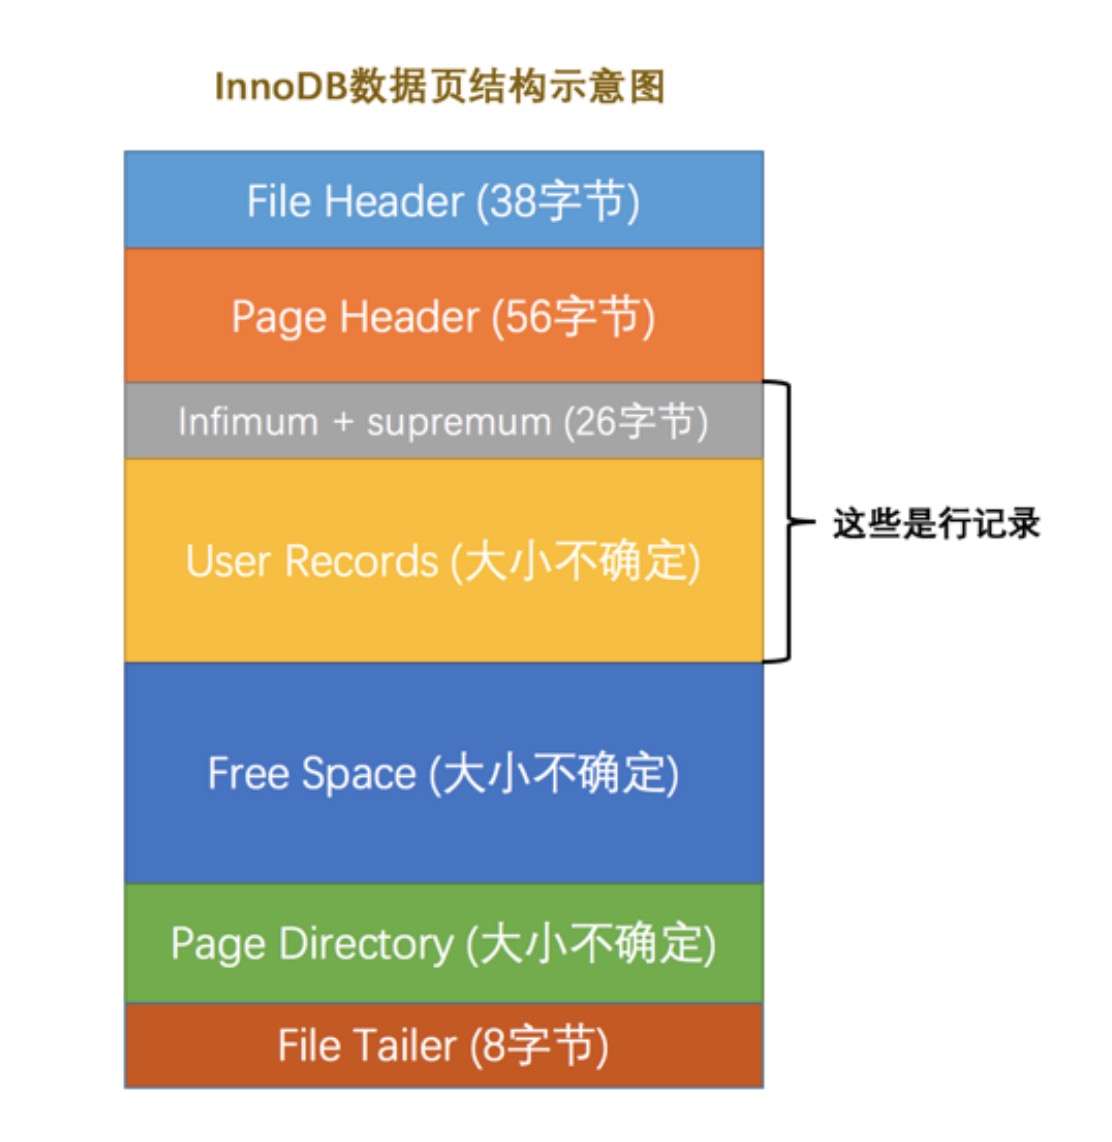 InnoDB数据页结构示意图
File Header (38字节)
Page Header (56字节)
Infimum + supremum (26字节)
这些是行记录
User Records (大小不确定)
Free Space (大小不确定)
Page Directory (大小不确定)
File Tailer (8字节)